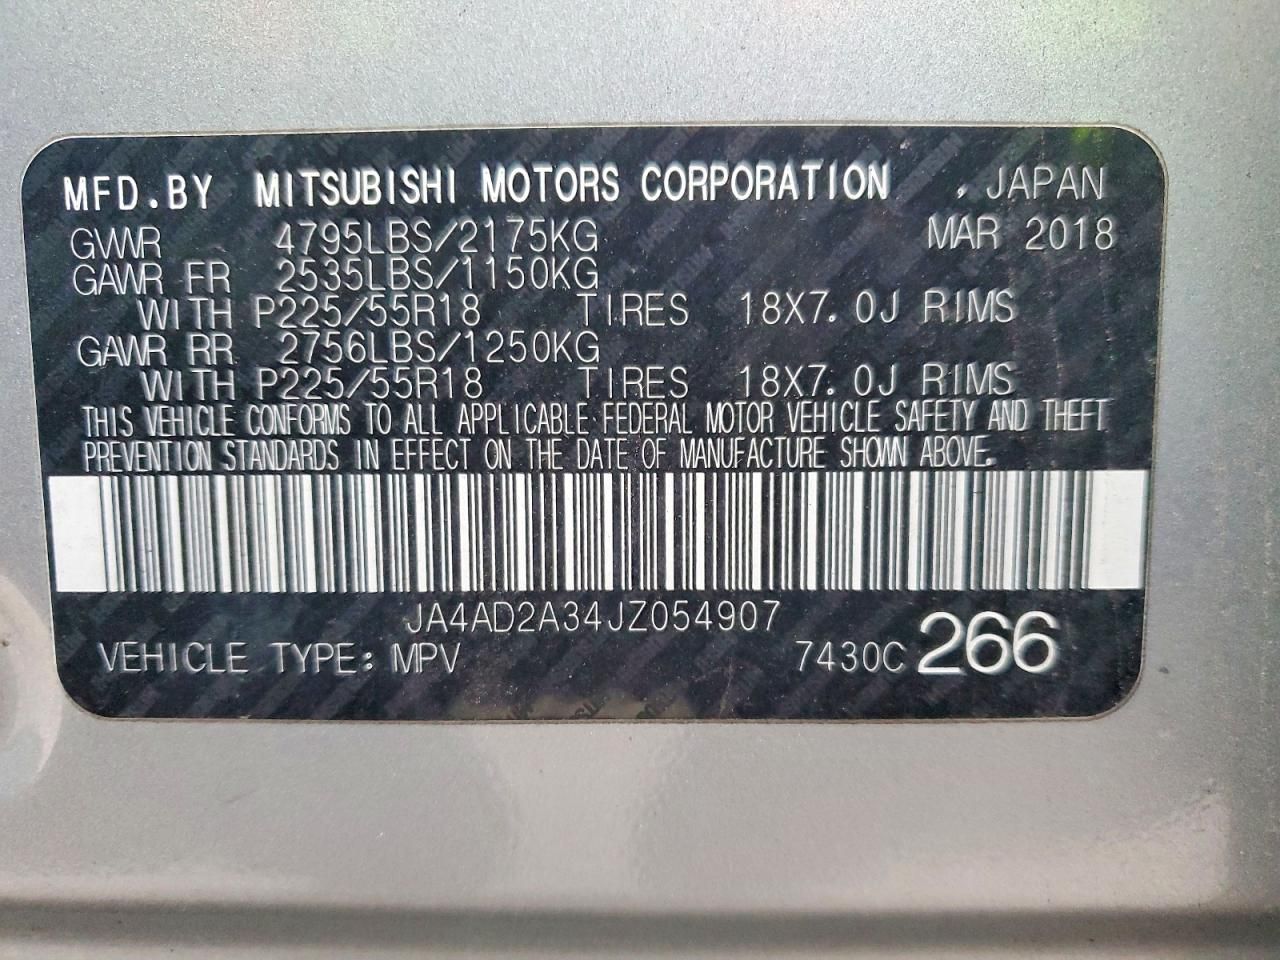 MFD.BY MITSUBISHI MOTORS CORPORATION , JAPAN
GVWR 4795LBS/2175KG MAR 2018
GAWR FR 2535LBS/1150KG
WITH P225/55R18 TIRES 18X7.0J RIMS
GAWR RR 2756LBS/1250KG
WITH P225/55R18 TIRES 18X7.0J RIMS
THIS VEHICLE CONFORMS TO ALL APPLICABLE FEDERAL MOTOR VEHICLE SAFETY AND THEFT
PREVENTION STANDARDS IN EFFECT ON THE DATE OF MANUFACTURE SHOWN ABOVE.
JA4AD2A34JZ054907
VEHICLE TYPE: MPV 7430C 266